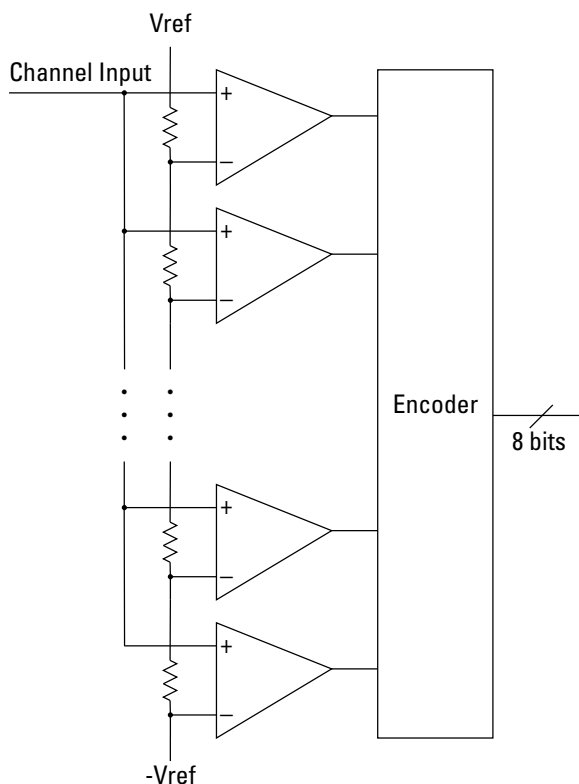 Vref
Channel Input
+
−
+
−
Encoder
8 bits
+
−
+
−
-Vref